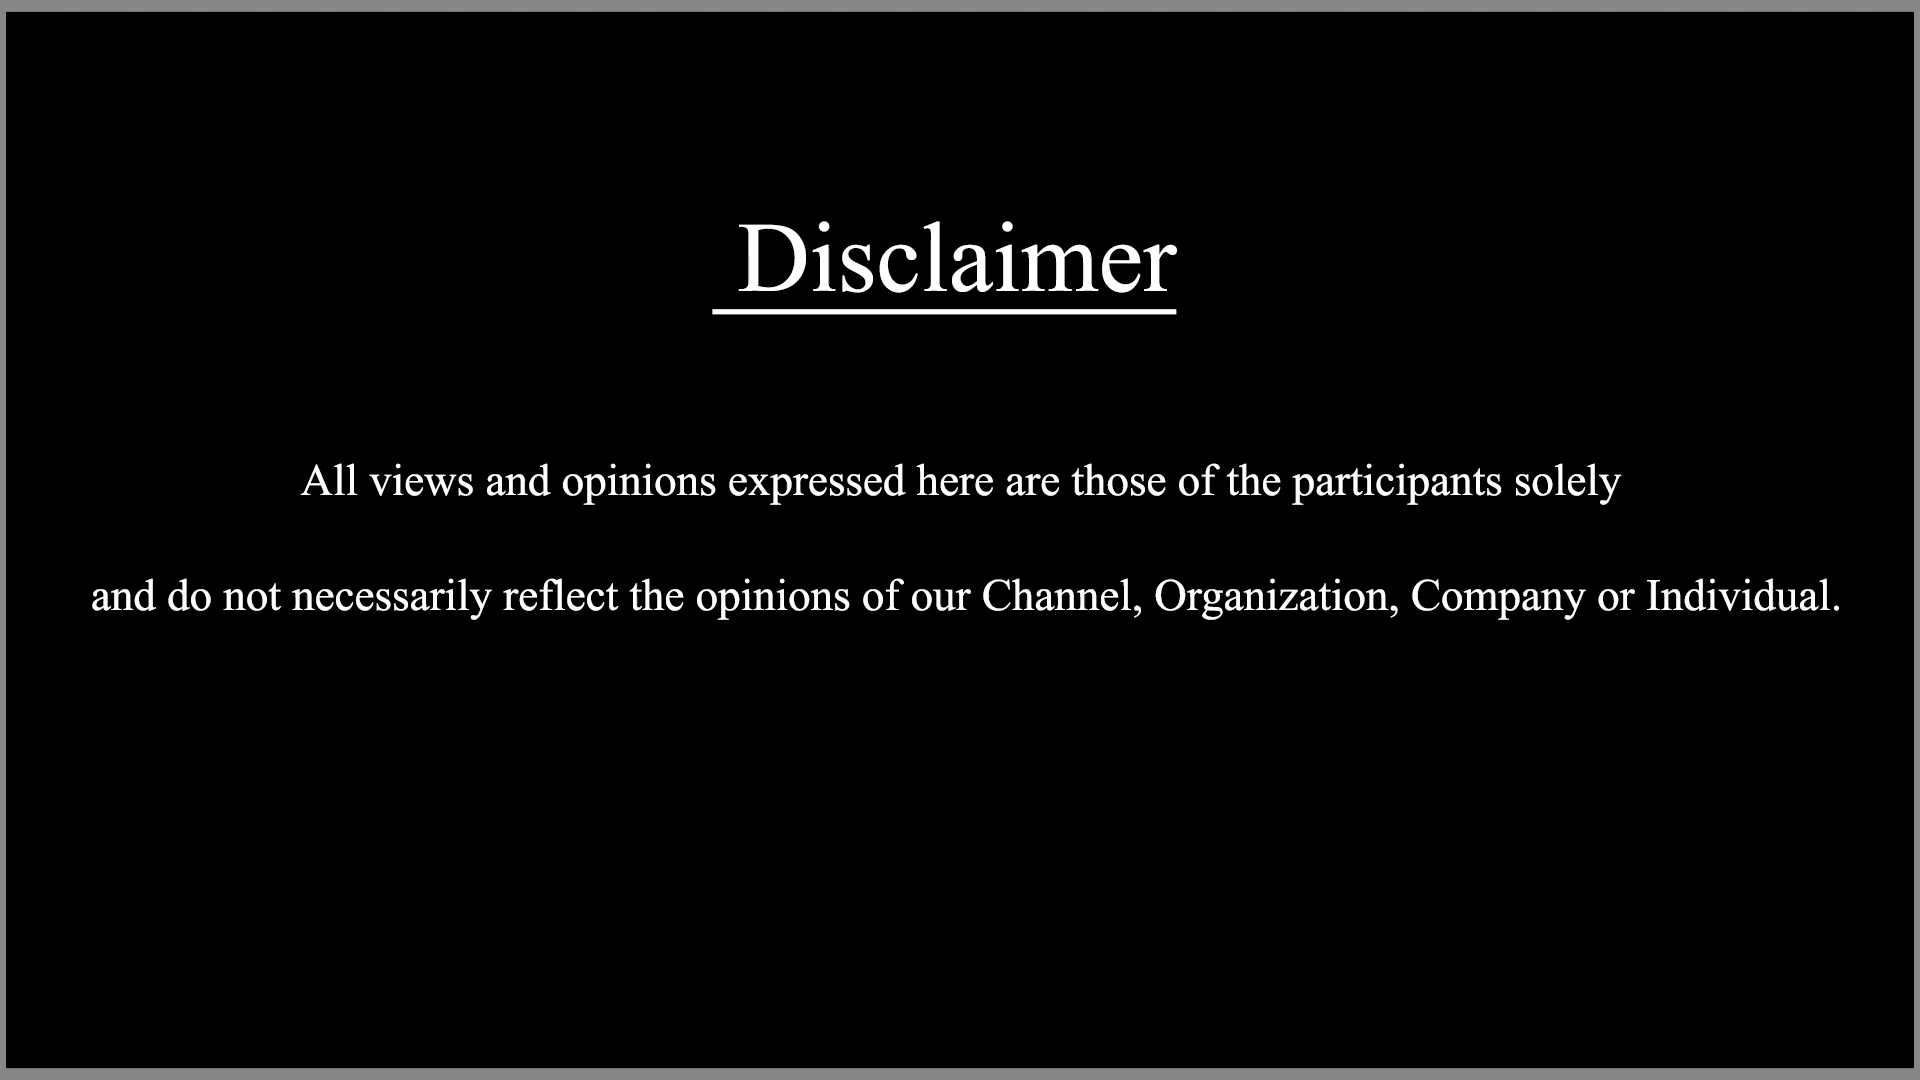 Disclaimer
All views and opinions expressed here are those of the participants solely
and do not necessarily reflect the opinions of our Channel, Organization, Company or Individual.